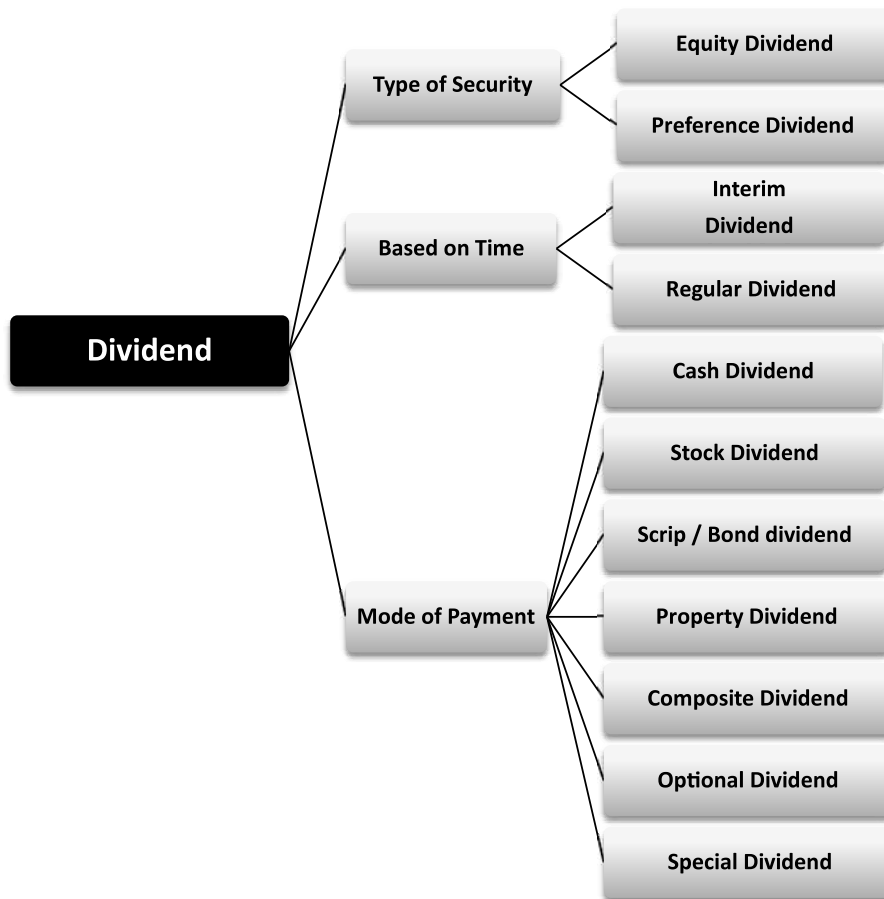 Equity Dividend
Type of Security
Preference Dividend
Interim
Dividend
Based on Time
Regular Dividend
Dividend
Cash Dividend
Stock Dividend
Scrip / Bond dividend
Mode of Payment
Property Dividend
Composite Dividend
Optional Dividend
Special Dividend